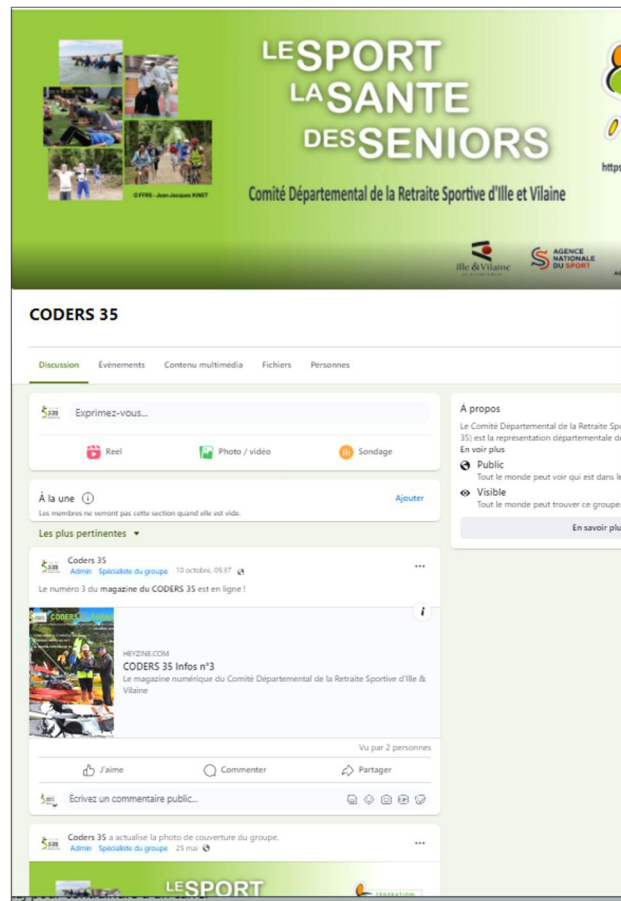 LE SPORT
LA SANTE
DES SENIORS
https
©FFRS - Jean-Jacques KINET
Comité Départemental de la Retraite Sportive d'Ille et Vilaine
Ille & Vilaine
AGENCE
NATIONALE
DU SPORT
CODERS 35
Discussion Évènements Contenu multimédia Fichiers Personnes
Exprimez-vous...
Reel Photo / vidéo Sondage
À la une
Ajouter
Les membres ne verront pas cette section quand elle est vide.
Les plus pertinentes
Coders 35
Admin Spécialiste du groupe 10 octobre, 05:37
Le numéro 3 du magazine du CODERS 35 est en ligne !
HEYZINE.COM
CODERS 35 Infos n°3
Le magazine numérique du Comité Départemental de la Retraite Sportive d'Ille &
Vilaine
Vu par 2 personnes
J'aime Commenter Partager
Écrivez un commentaire public...
GIF
Coders 35 a actualisé la photo de couverture du groupe.
Admin Spécialiste du groupe 25 mai
LE SPORT
FEDERATION
À propos
Le Comité Départemental de la Retraite Spo
35) est la représentation départementale de
En voir plus
Public
Tout le monde peut voir qui est dans le
Visible
Tout le monde peut trouver ce groupe.
En savoir plu